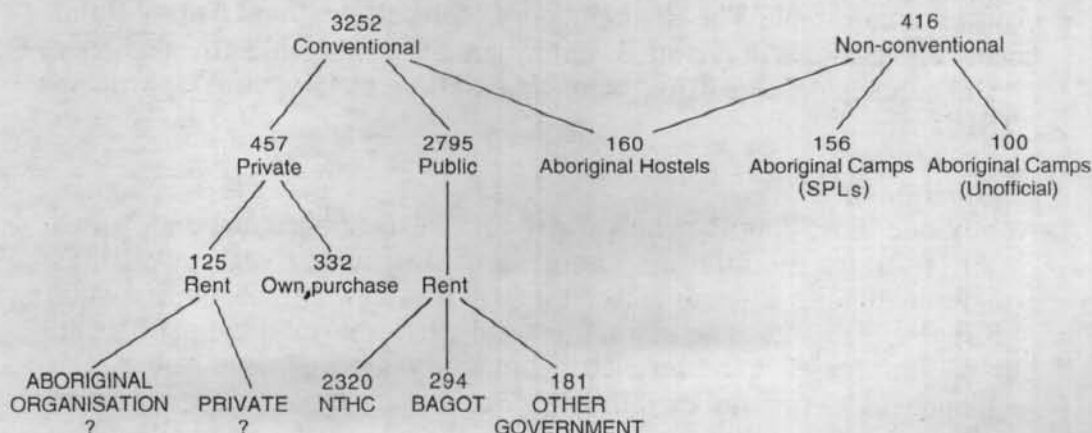 3252 416
Conventional Non-conventional
457 2795 160 156 100
Private Public Aboriginal Hostels Aboriginal Camps Aboriginal Camps
(SPLs) (Unofficial)
125 332
Rent Own,purchase Rent
ABORIGINAL 2320 294 181
ORGANISATION PRIVATE NTHC BAGOT OTHER
? ? GOVERNMENT